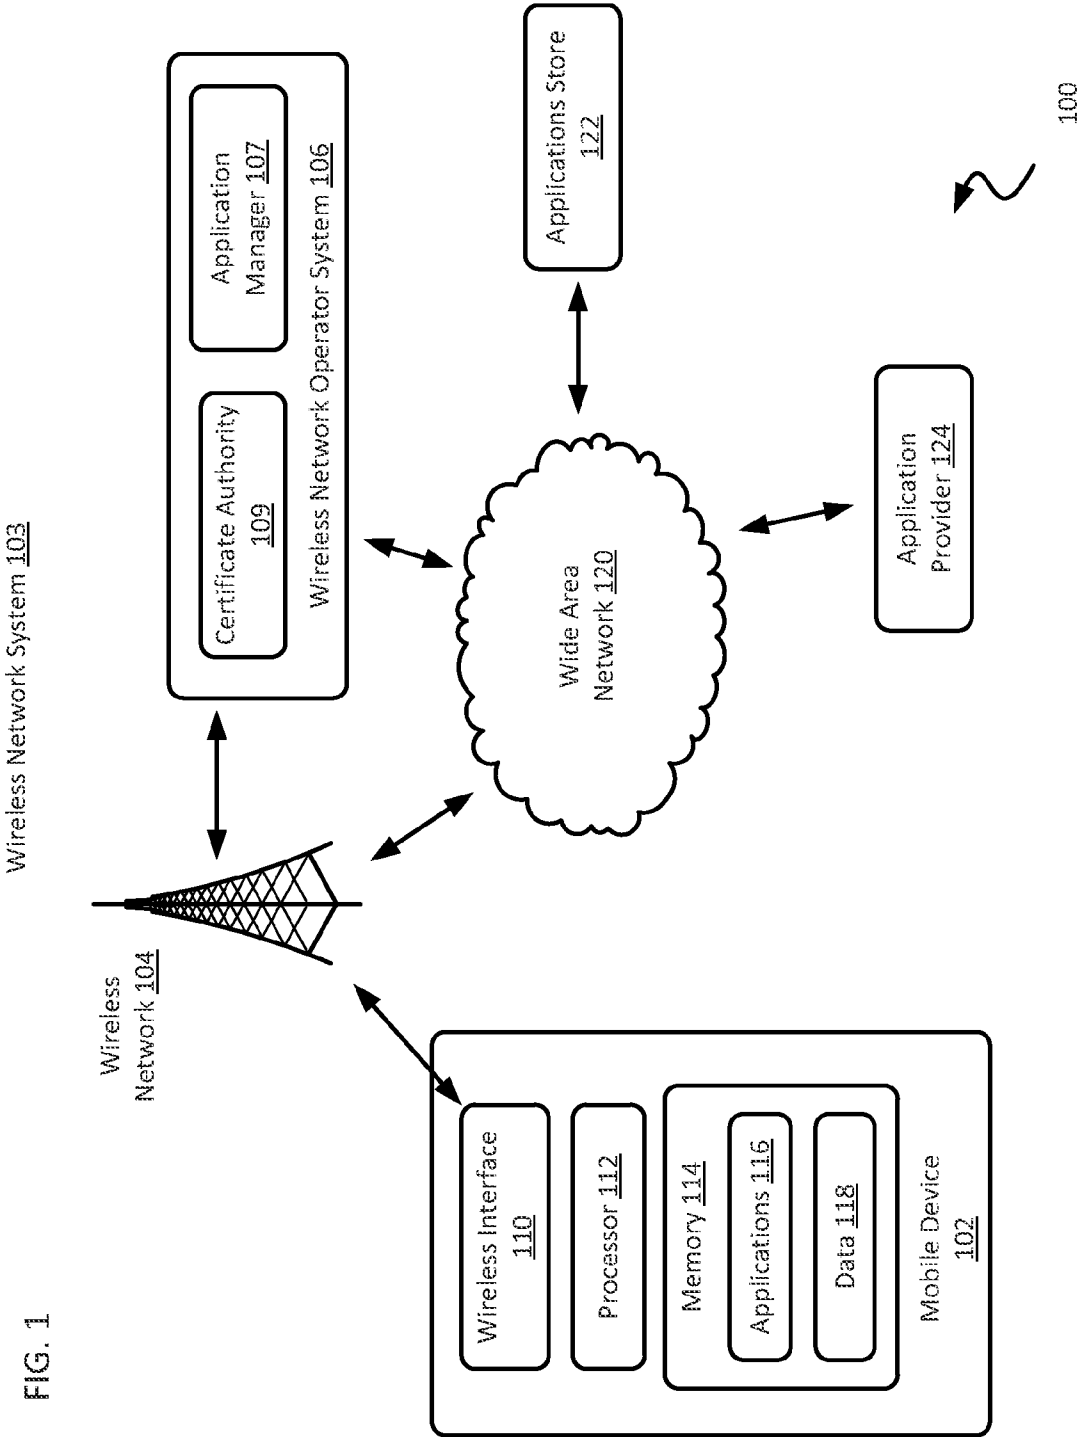 FIG. 1
Wireless Network System 103
Wireless
Network 104
Certificate Authority
109
Application
Manager 107
Wireless Network Operator System 106
Wireless Interface
110
Processor 112
Memory 114
Applications 116
Data 118
Mobile Device
102
Wide Area
Network 120
Applications Store
122
Application
Provider 124
100